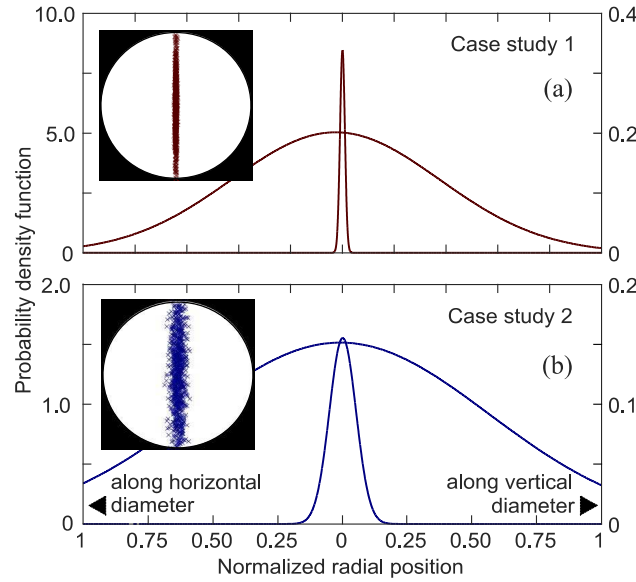 10.0
0.4
Case study 1
(a)
5.0
0.2
0
0
Probability density function
2.0
0.2
Case study 2
(b)
1.5
1.0
0.1
along horizontal
diameter
along vertical
diameter
0
0
1 0.75 0.50 0.25 0 0.25 0.50 0.75 1
Normalized radial position